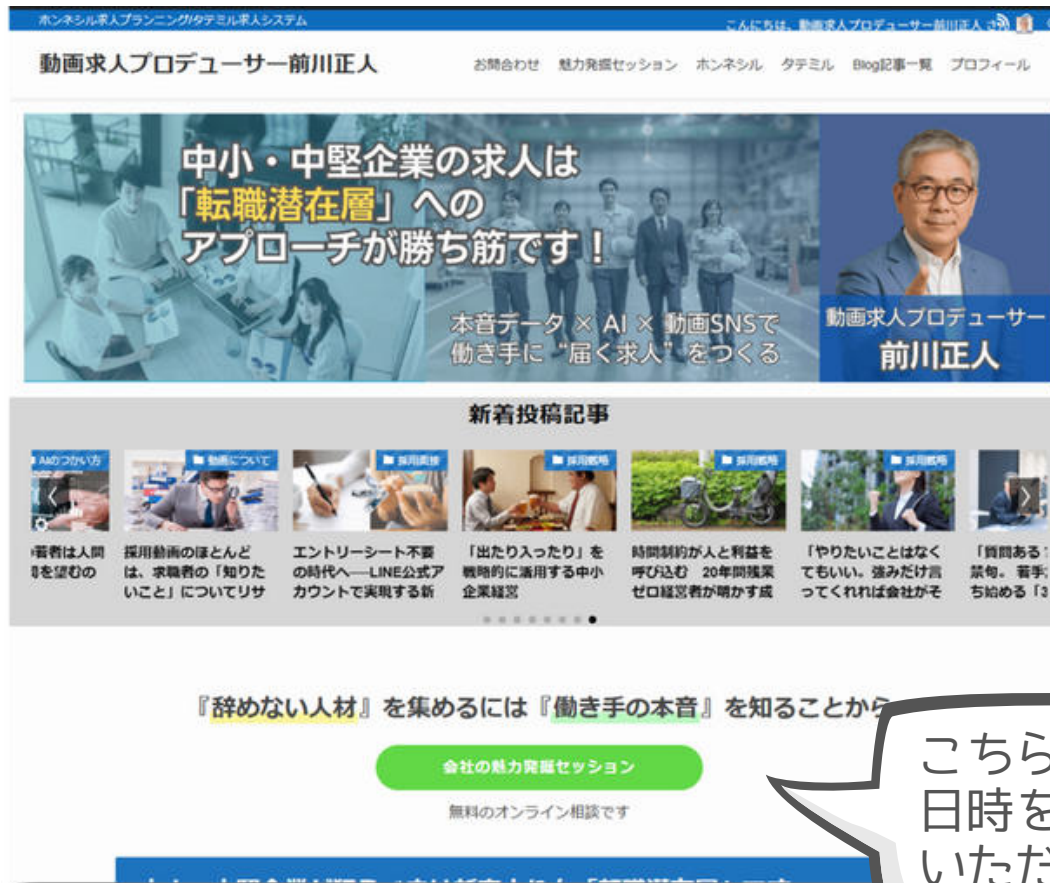 ホンネシル求人プランニング/タテミル求人システム
こんにちは、動画求人プロデューサー前川正人 さん
動画求人プロデューサー前川正人
お問合わせ 魅力発掘セッション ホンネシル タテミル Blog記事一覧 プロフィール
中小・中堅企業の求人は
「転職潜在層」への
アプローチが勝ち筋です！
本音データ × AI × 動画SNSで
働き手に“届く求人”をつくる
動画求人プロデューサー
前川正人
新着投稿記事
AIのつかい方
動画について
採用面接
採用戦略
採用戦略
採用戦略
若者は人間
を望むの
採用動画のほとんど
は、求職者の「知りた
いこと」についてリサ
エントリーシート不要
の時代へ──LINE公式ア
カウントで実現する新
「出たり入ったり」を
戦略的に活用する中小
企業経営
時間制約が人と利益を
呼び込む 20年間残業
ゼロ経営者が明かす成
「やりたいことはなく
てもいい。強みだけ言
ってくれれば会社がそ
「質問ある
禁句。若手
ち始める「3
『辞めない人材』を集めるには『働き手の本音』を知ることから
会社の魅力発掘セッション
無料のオンライン相談です
こちら
日時を
いただ